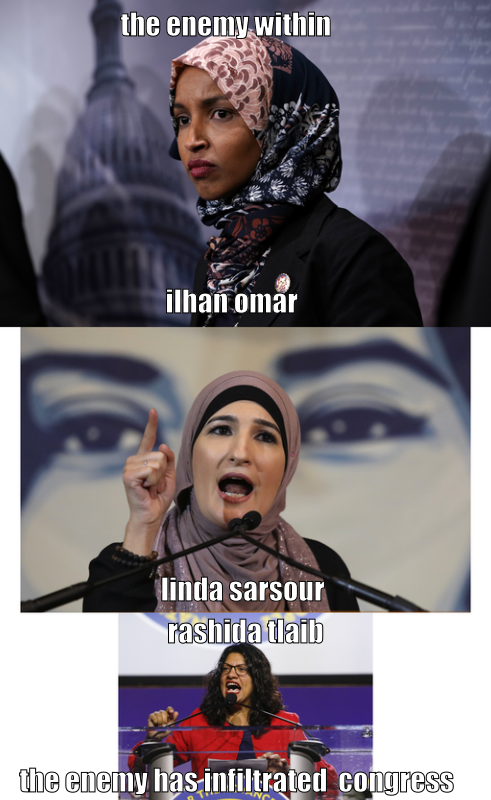 the enemy within
ilhan omar
linda sarsour
rashida tlaib
the enemy has infiltrated congress